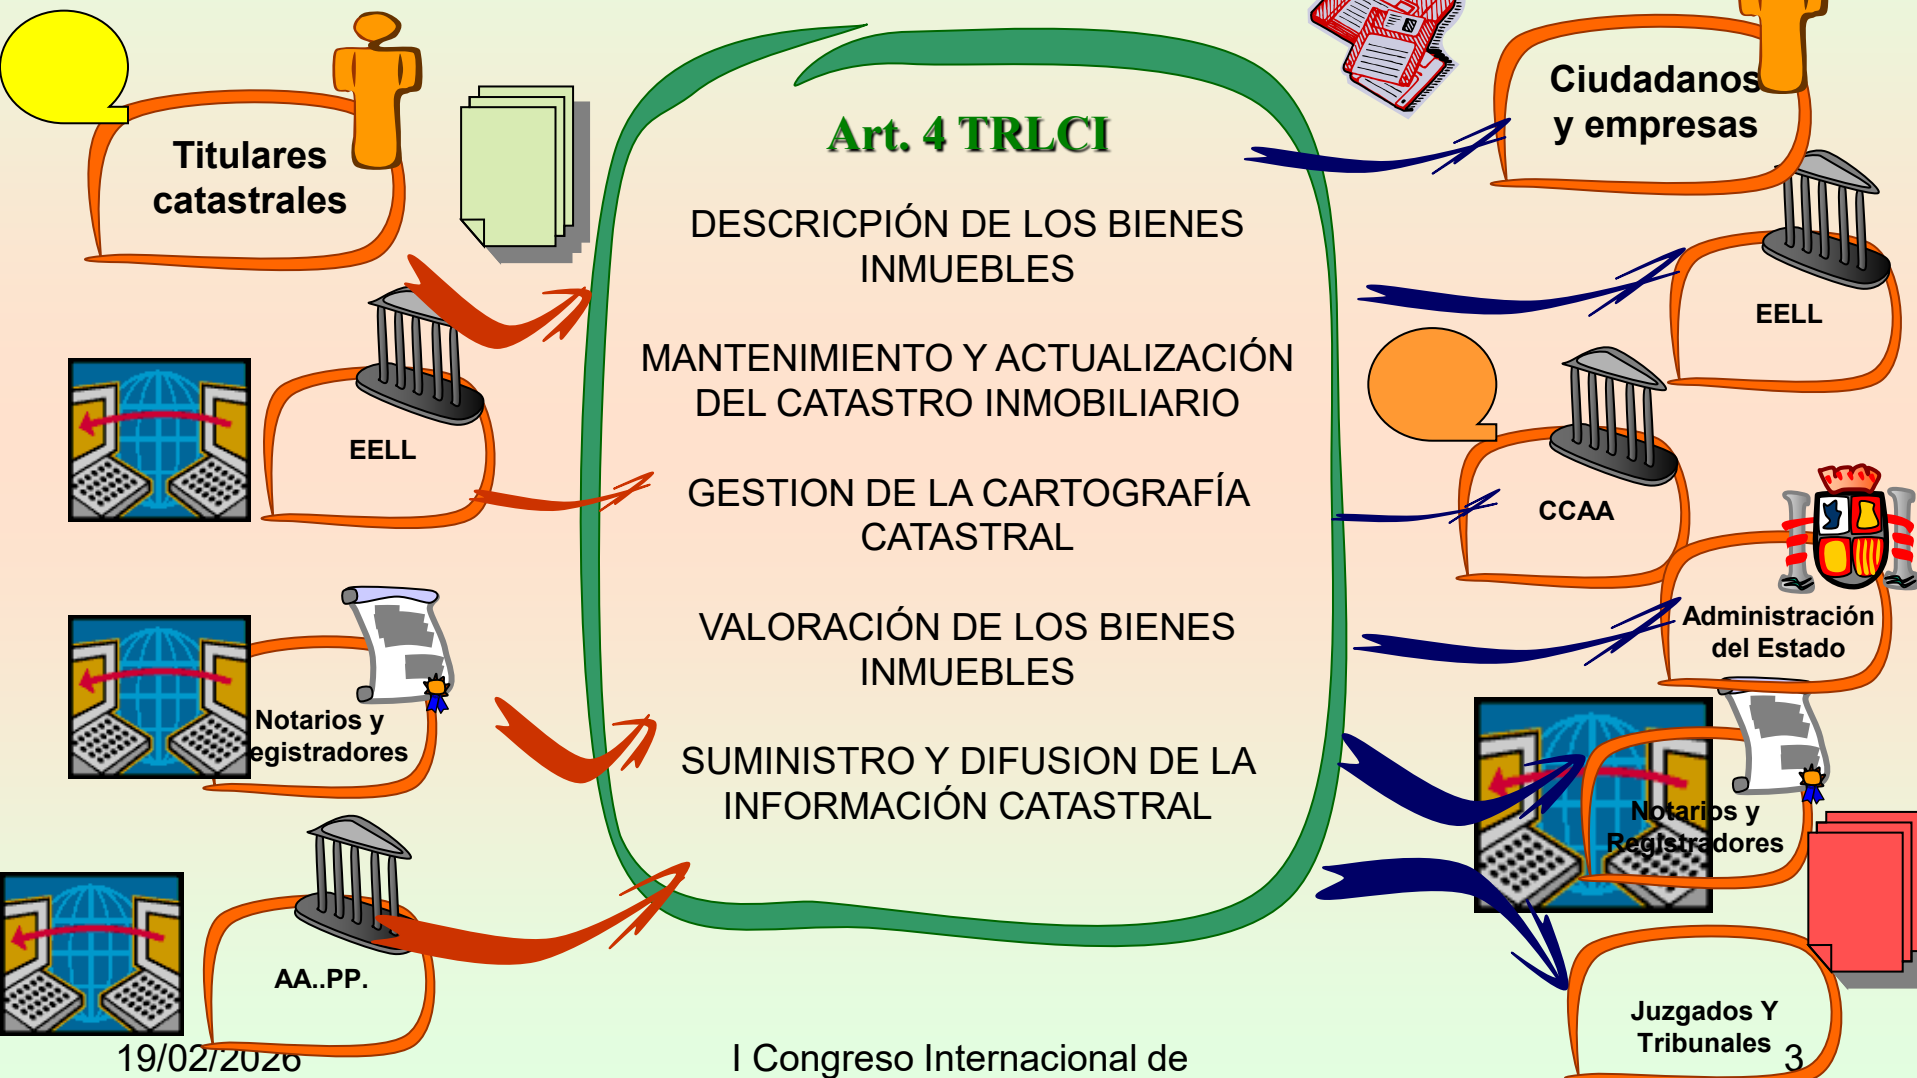 Titulares
catastrales
EELL
Notarios y
egistradores
AA..PP.
Art. 4 TRLCI
DESCRICPIÓN DE LOS BIENES
INMUEBLES
MANTENIMIENTO Y ACTUALIZACIÓN
DEL CATASTRO INMOBILIARIO
GESTION DE LA CARTOGRAFÍA
CATASTRAL
VALORACIÓN DE LOS BIENES
INMUEBLES
SUMINISTRO Y DIFUSION DE LA
INFORMACIÓN CATASTRAL
Ciudadanos
y empresas
EELL
CCAA
Administración
del Estado
Notarios y
Registradores
Juzgados Y
Tribunales
19/02/2026
I Congreso Internacional de
3